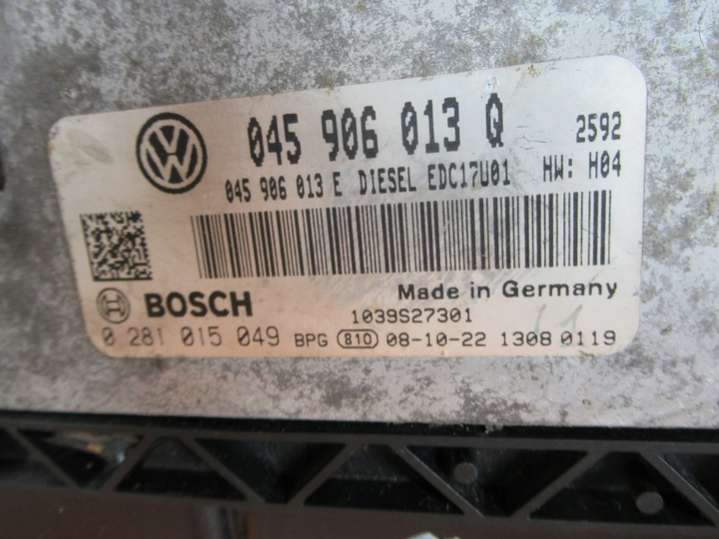 045 906 013 Q 2592
045 906 013 E DIESEL EDC17U01 HW: H04
BOSCH Made in Germany
1039S27301
0 281 015 049 BPG 810 08-10-22 1308 0119